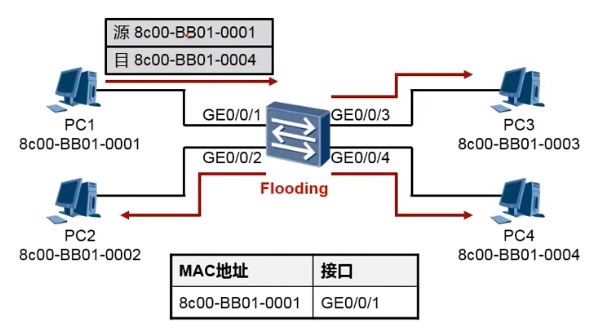 源 8c00-BB01-0001
目 8c00-BB01-0004
GE0/0/1
GE0/0/3
PC1
8c00-BB01-0001
PC3
8c00-BB01-0003
GE0/0/2
GE0/0/4
Flooding
PC2
8c00-BB01-0002
PC4
8c00-BB01-0004
MAC地址 接口
8c00-BB01-0001 GE0/0/1